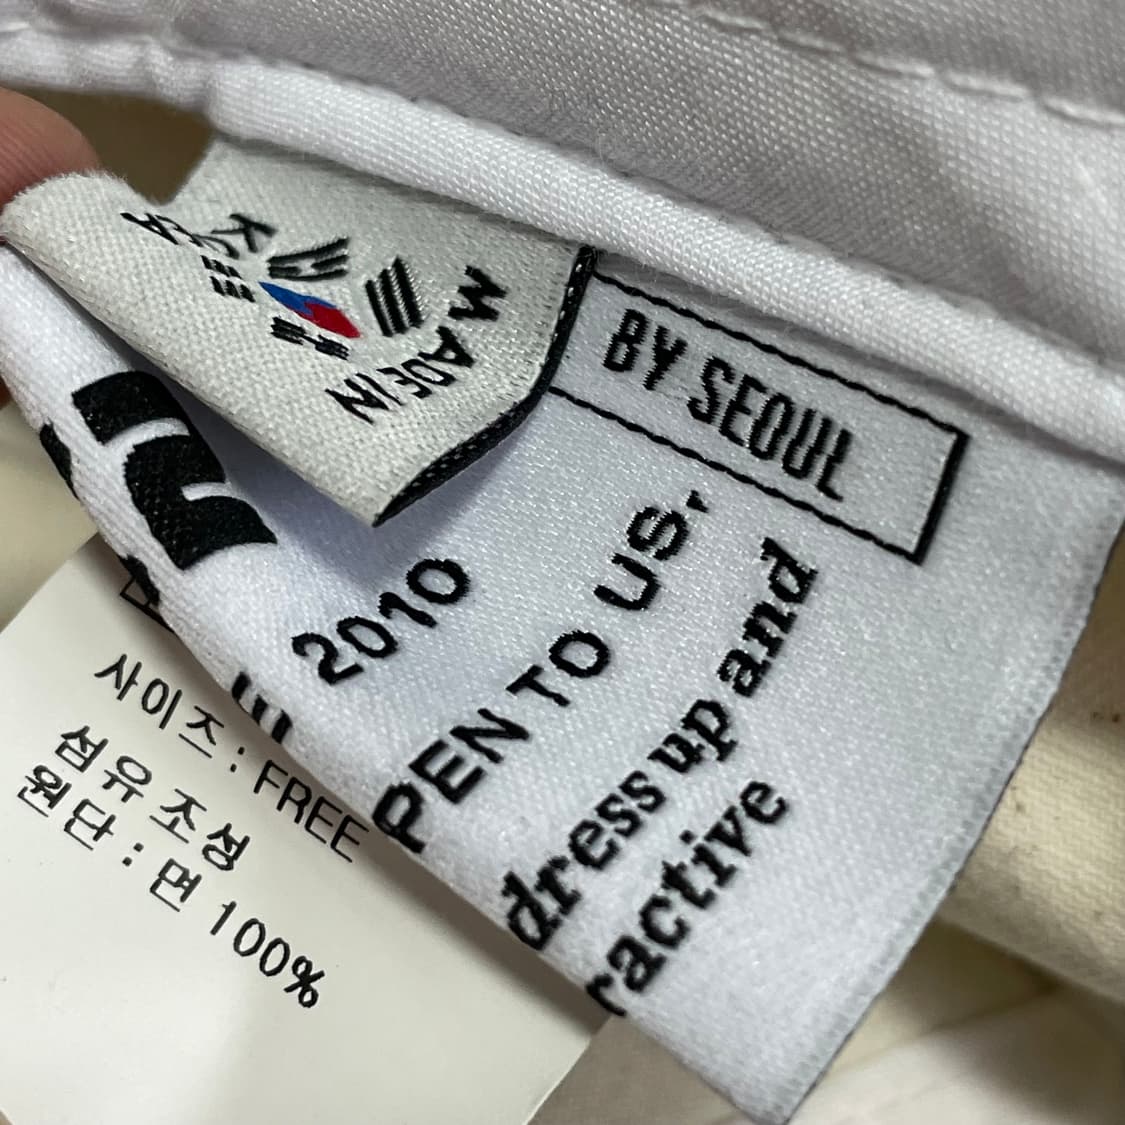 MADE IN
KOREA
BY SEOUL
2010
PEN TO US.
dress up and
ractive
사이즈 : FREE
섬유 조성
원단 : 면 100%